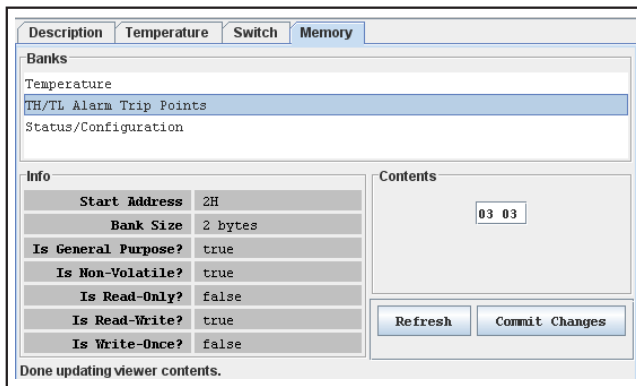 Description Temperature Switch Memory
Banks
Temperature
TH/TL Alarm Trip Points
Status/Configuration
Info
Start Address 2H
Bank Size 2 bytes
Is General Purpose? true
Is Non-Volatile? true
Is Read-Only? false
Is Read-Write? true
Is Write-Once? false
Contents
03 03
Refresh Commit Changes
Done updating viewer contents.